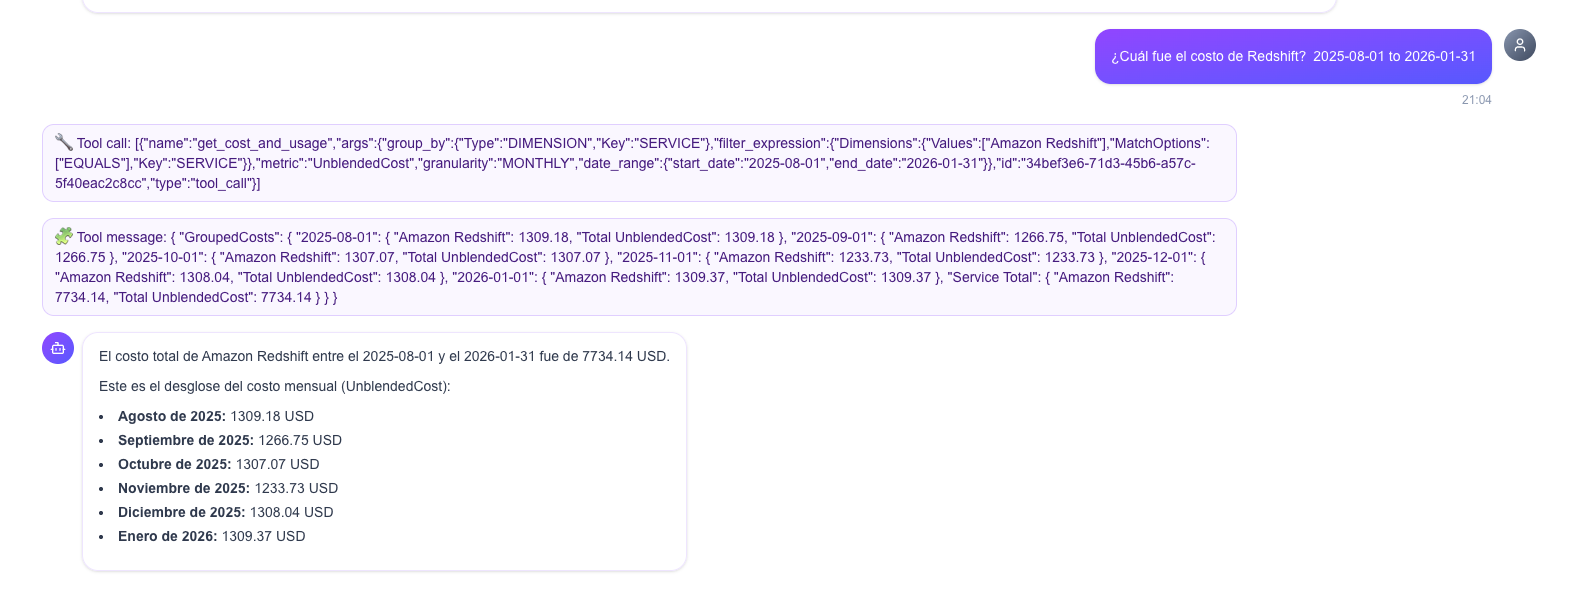 ¿Cuál fue el costo de Redshift?  2025-08-01 to 2026-01-31
21:04
Tool call: [{"name":"get_cost_and_usage","args":{"group_by":{"Type":"DIMENSION","Key":"SERVICE"},"filter_expression":{"Dimensions":{"Values":["Amazon Redshift"],"MatchOptions":
["EQUALS"],"Key":"SERVICE"}},"metric":"UnblendedCost","granularity":"MONTHLY","date_range":{"start_date":"2025-08-01","end_date":"2026-01-31"}},"id":"34bef3e6-71d3-45b6-a57c-
5f40eac2c8cc","type":"tool_call"}]
Tool message: { "GroupedCosts": { "2025-08-01": { "Amazon Redshift": 1309.18, "Total UnblendedCost": 1309.18 }, "2025-09-01": { "Amazon Redshift": 1266.75, "Total UnblendedCost":
1266.75 }, "2025-10-01": { "Amazon Redshift": 1307.07, "Total UnblendedCost": 1307.07 }, "2025-11-01": { "Amazon Redshift": 1233.73, "Total UnblendedCost": 1233.73 }, "2025-12-01": {
"Amazon Redshift": 1308.04, "Total UnblendedCost": 1308.04 }, "2026-01-01": { "Amazon Redshift": 1309.37, "Total UnblendedCost": 1309.37 }, "Service Total": { "Amazon Redshift":
7734.14, "Total UnblendedCost": 7734.14 } } }
El costo total de Amazon Redshift entre el 2025-08-01 y el 2026-01-31 fue de 7734.14 USD.
Este es el desglose del costo mensual (UnblendedCost):
• Agosto de 2025: 1309.18 USD
• Septiembre de 2025: 1266.75 USD
• Octubre de 2025: 1307.07 USD
• Noviembre de 2025: 1233.73 USD
• Diciembre de 2025: 1308.04 USD
• Enero de 2026: 1309.37 USD